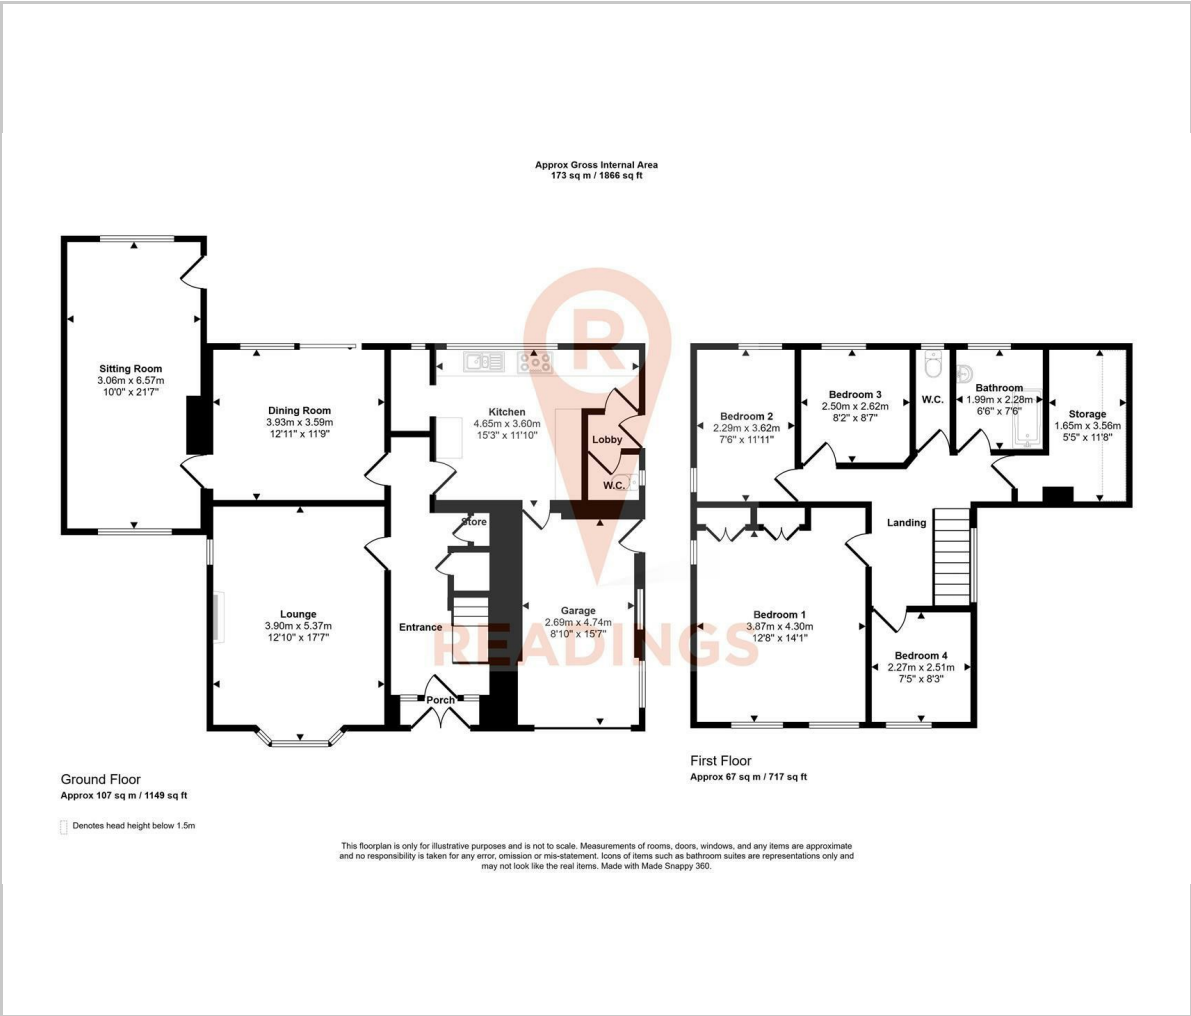 Approx Gross Internal Area
173 sq m / 1866 sq ft
R
READINGS
Sitting Room
3.06m x 6.57m
10'0" x 21'7"
Dining Room
3.93m x 3.59m
12'11" x 11'9"
Kitchen
4.65m x 3.60m
15'3" x 11'10"
Lobby
W.C.
Store
Lounge
3.90m x 5.37m
12'10" x 17'7"
Entrance
Garage
2.69m x 4.74m
8'10" x 15'7"
Porch
Bedroom 2
2.29m x 3.62m
7'6" x 11'11"
Bedroom 3
2.50m x 2.62m
8'2" x 8'7"
W.C.
Bathroom
1.99m x 2.28m
6'6" x 7'6"
Storage
1.65m x 3.56m
5'5" x 11'8"
Landing
Bedroom 1
3.87m x 4.30m
12'8" x 14'1"
Bedroom 4
2.27m x 2.51m
7'5" x 8'3"
Ground Floor
Approx 107 sq m / 1149 sq ft
First Floor
Approx 67 sq m / 717 sq ft
Denotes head height below 1.5m
This floorplan is only for illustrative purposes and is not to scale. Measurements of rooms, doors, windows, and any items are approximate
and no responsibility is taken for any error, omission or mis-statement. Icons of items such as bathroom suites are representations only and
may not look like the real items. Made with Made Snappy 360.